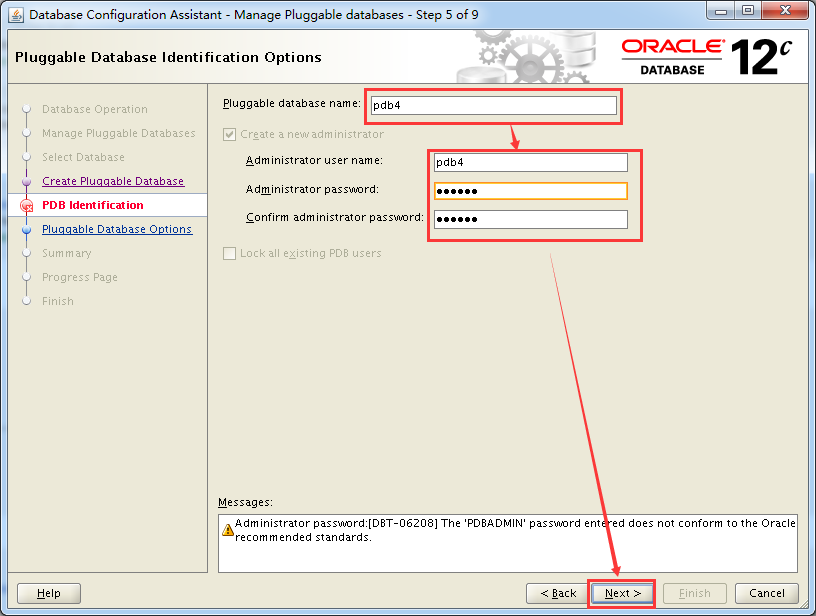 Database Configuration Assistant - Manage Pluggable databases - Step 5 of 9
Pluggable Database Identification Options
ORACLE®
DATABASE
12c
Database Operation
Manage Pluggable Databases
Select Database
Create Pluggable Database
PDB Identification
Pluggable Database Options
Summary
Progress Page
Finish
Pluggable database name: pdb4
Create a new administrator
Administrator user name: pdb4
Administrator password: ••••••
Confirm administrator password: ••••••
Lock all existing PDB users
Messages:
Administrator password:[DBT-06208] The 'PDBADMIN' password entered does not conform to the Oracle
recommended standards.
Help
< Back
Next >
Finish
Cancel